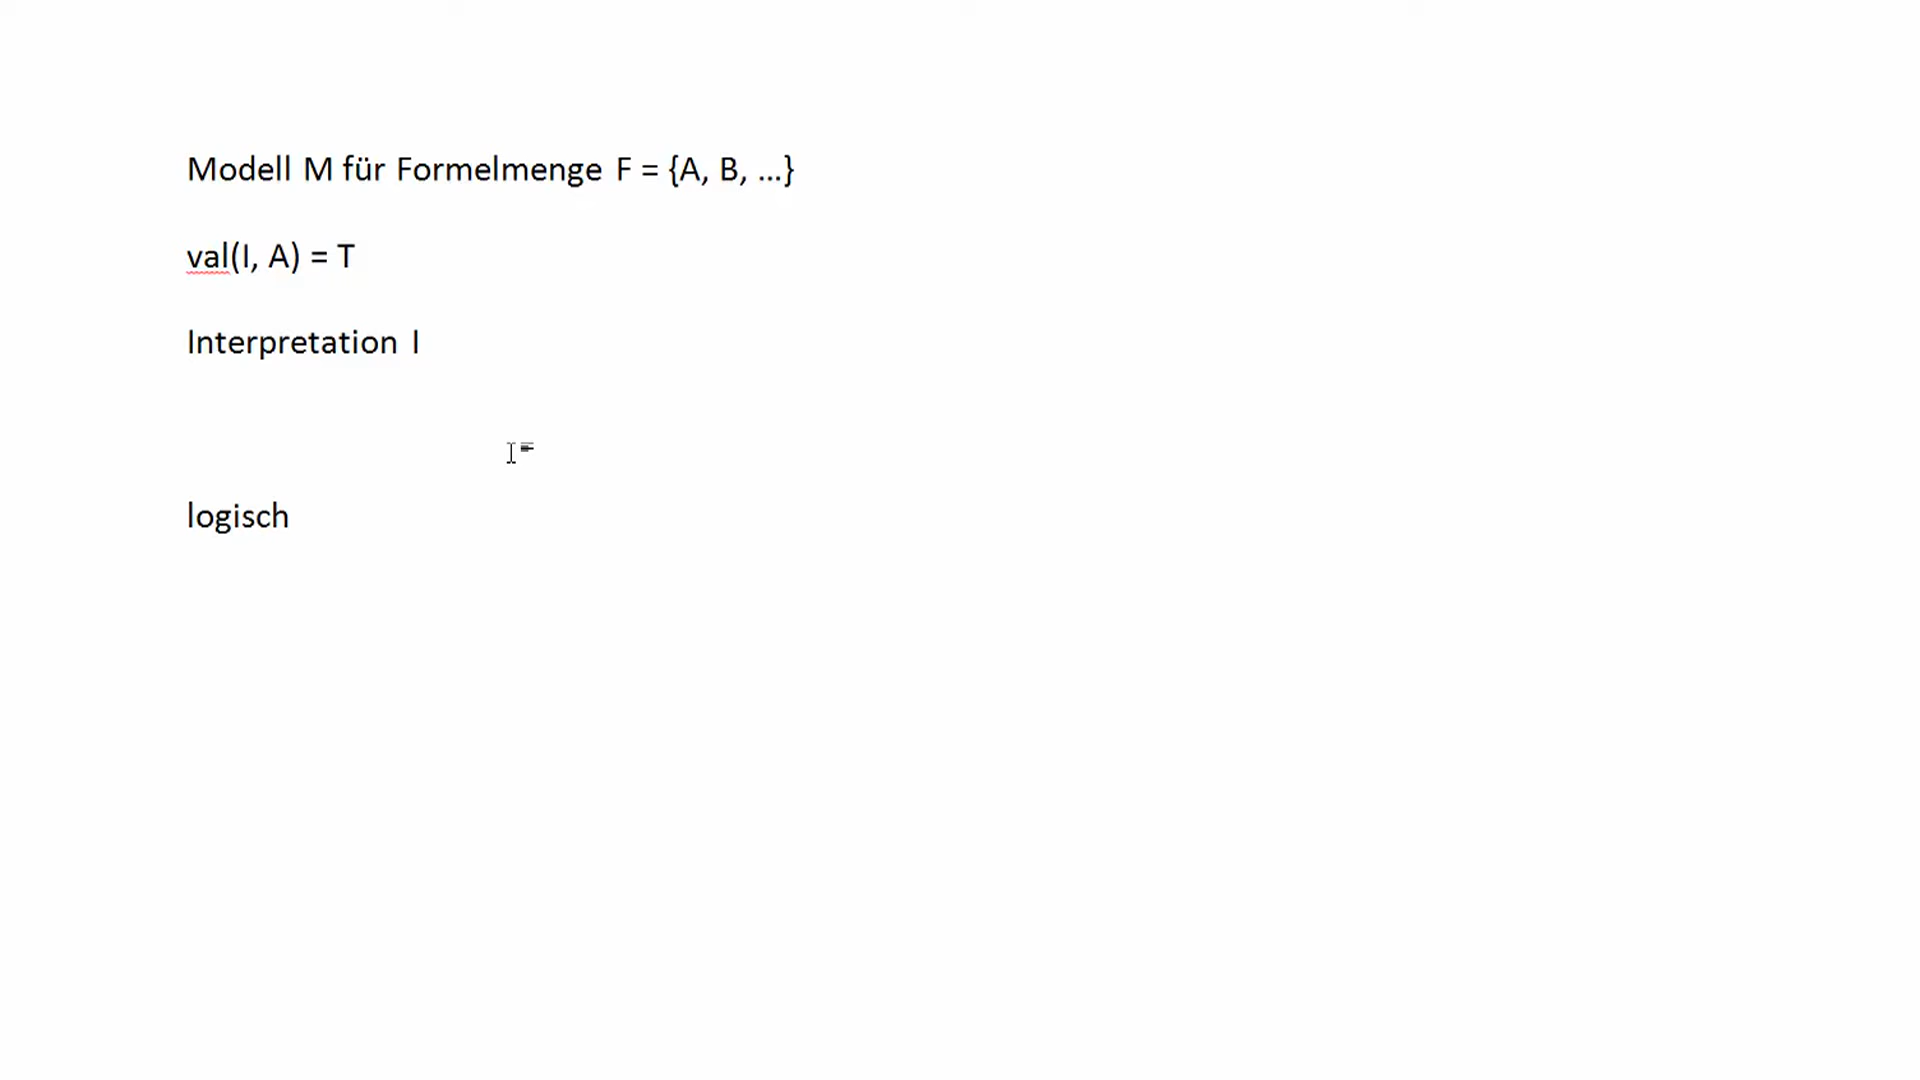 Modell M für Formelmenge F = {A, B, ...}
val(I, A) = T
Interpretation I
logisch